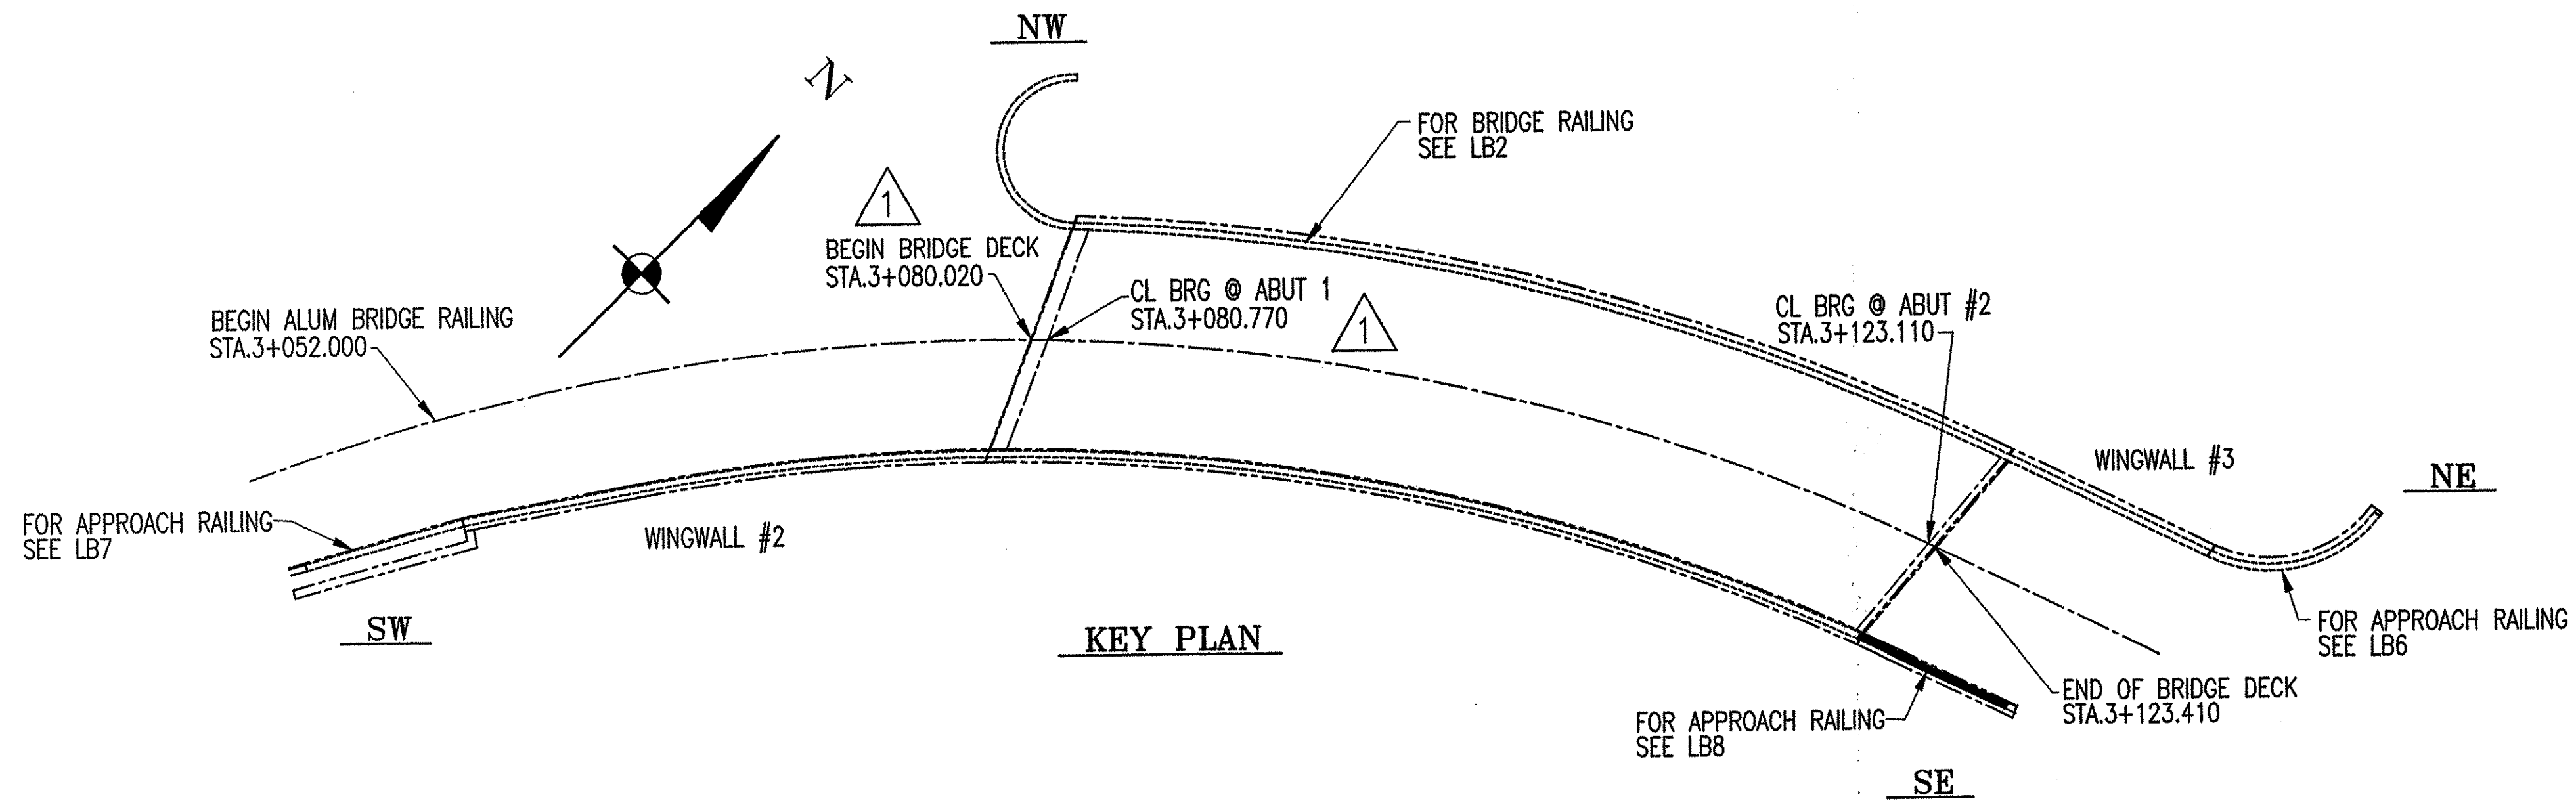 NW
N
FOR BRIDGE RAILING
SEE LB2
1
BEGIN BRIDGE DECK
STA.3+080.020
CL BRG @ ABUT 1
STA.3+080.770
1
CL BRG @ ABUT #2
STA.3+123.110
BEGIN ALUM BRIDGE RAILING
STA.3+052.000
WINGWALL #3
NE
FOR APPROACH RAILING
SEE LB7
WINGWALL #2
SW
KEY PLAN
FOR APPROACH RAILING
SEE LB6
END OF BRIDGE DECK
STA.3+123.410
FOR APPROACH RAILING
SEE LB8
SE